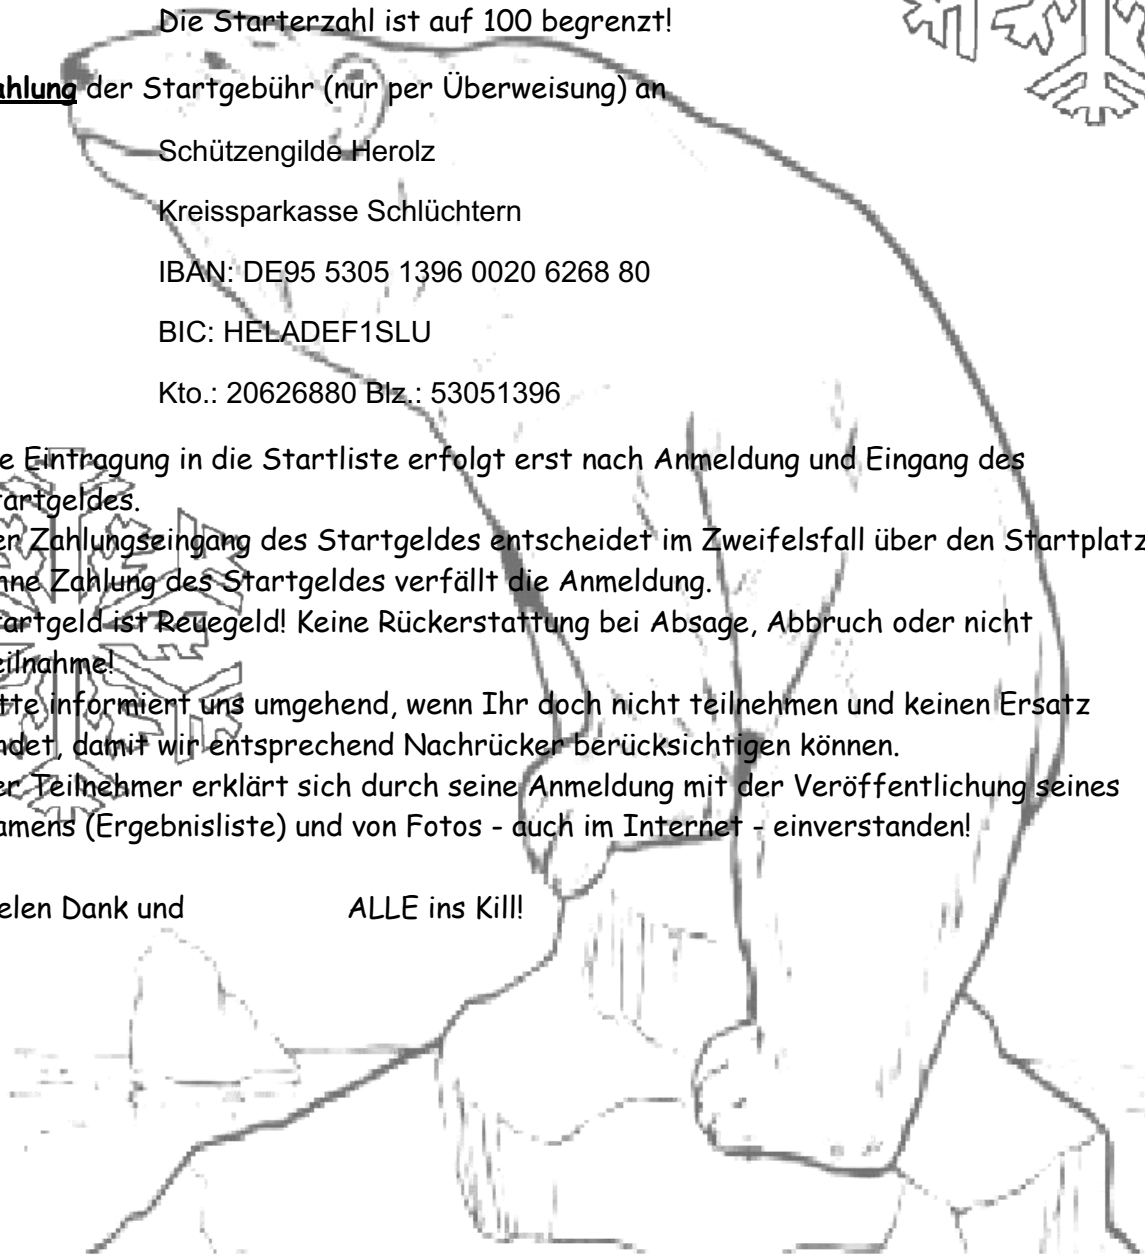 Die Starterzahl ist auf 100 begrenzt!
ahlung der Startgebühr (nur per Überweisung) an
Schützengilde Herolz
Kreissparkasse Schlüchtern
IBAN: DE95 5305 1396 0020 6268 80
BIC: HELADEF1SLU
Kto.: 20626880 Blz.: 53051396
e Eintragung in die Startliste erfolgt erst nach Anmeldung und Eingang des
tartgeldes.
er Zahlungseingang des Startgeldes entscheidet im Zweifelsfall über den Startplatz
hne Zahlung des Startgeldes verfällt die Anmeldung.
tartgeld ist Reuegeld! Keine Rückerstattung bei Absage, Abbruch oder nicht
eilnahme!
tte informiert uns umgehend, wenn Ihr doch nicht teilnehmen und keinen Ersatz
ndet, damit wir entsprechend Nachrücker berücksichtigen können.
er Teilnehmer erklärt sich durch seine Anmeldung mit der Veröffentlichung seines
amens (Ergebnisliste) und von Fotos - auch im Internet - einverstanden!
elen Dank und ALLE ins Kill!